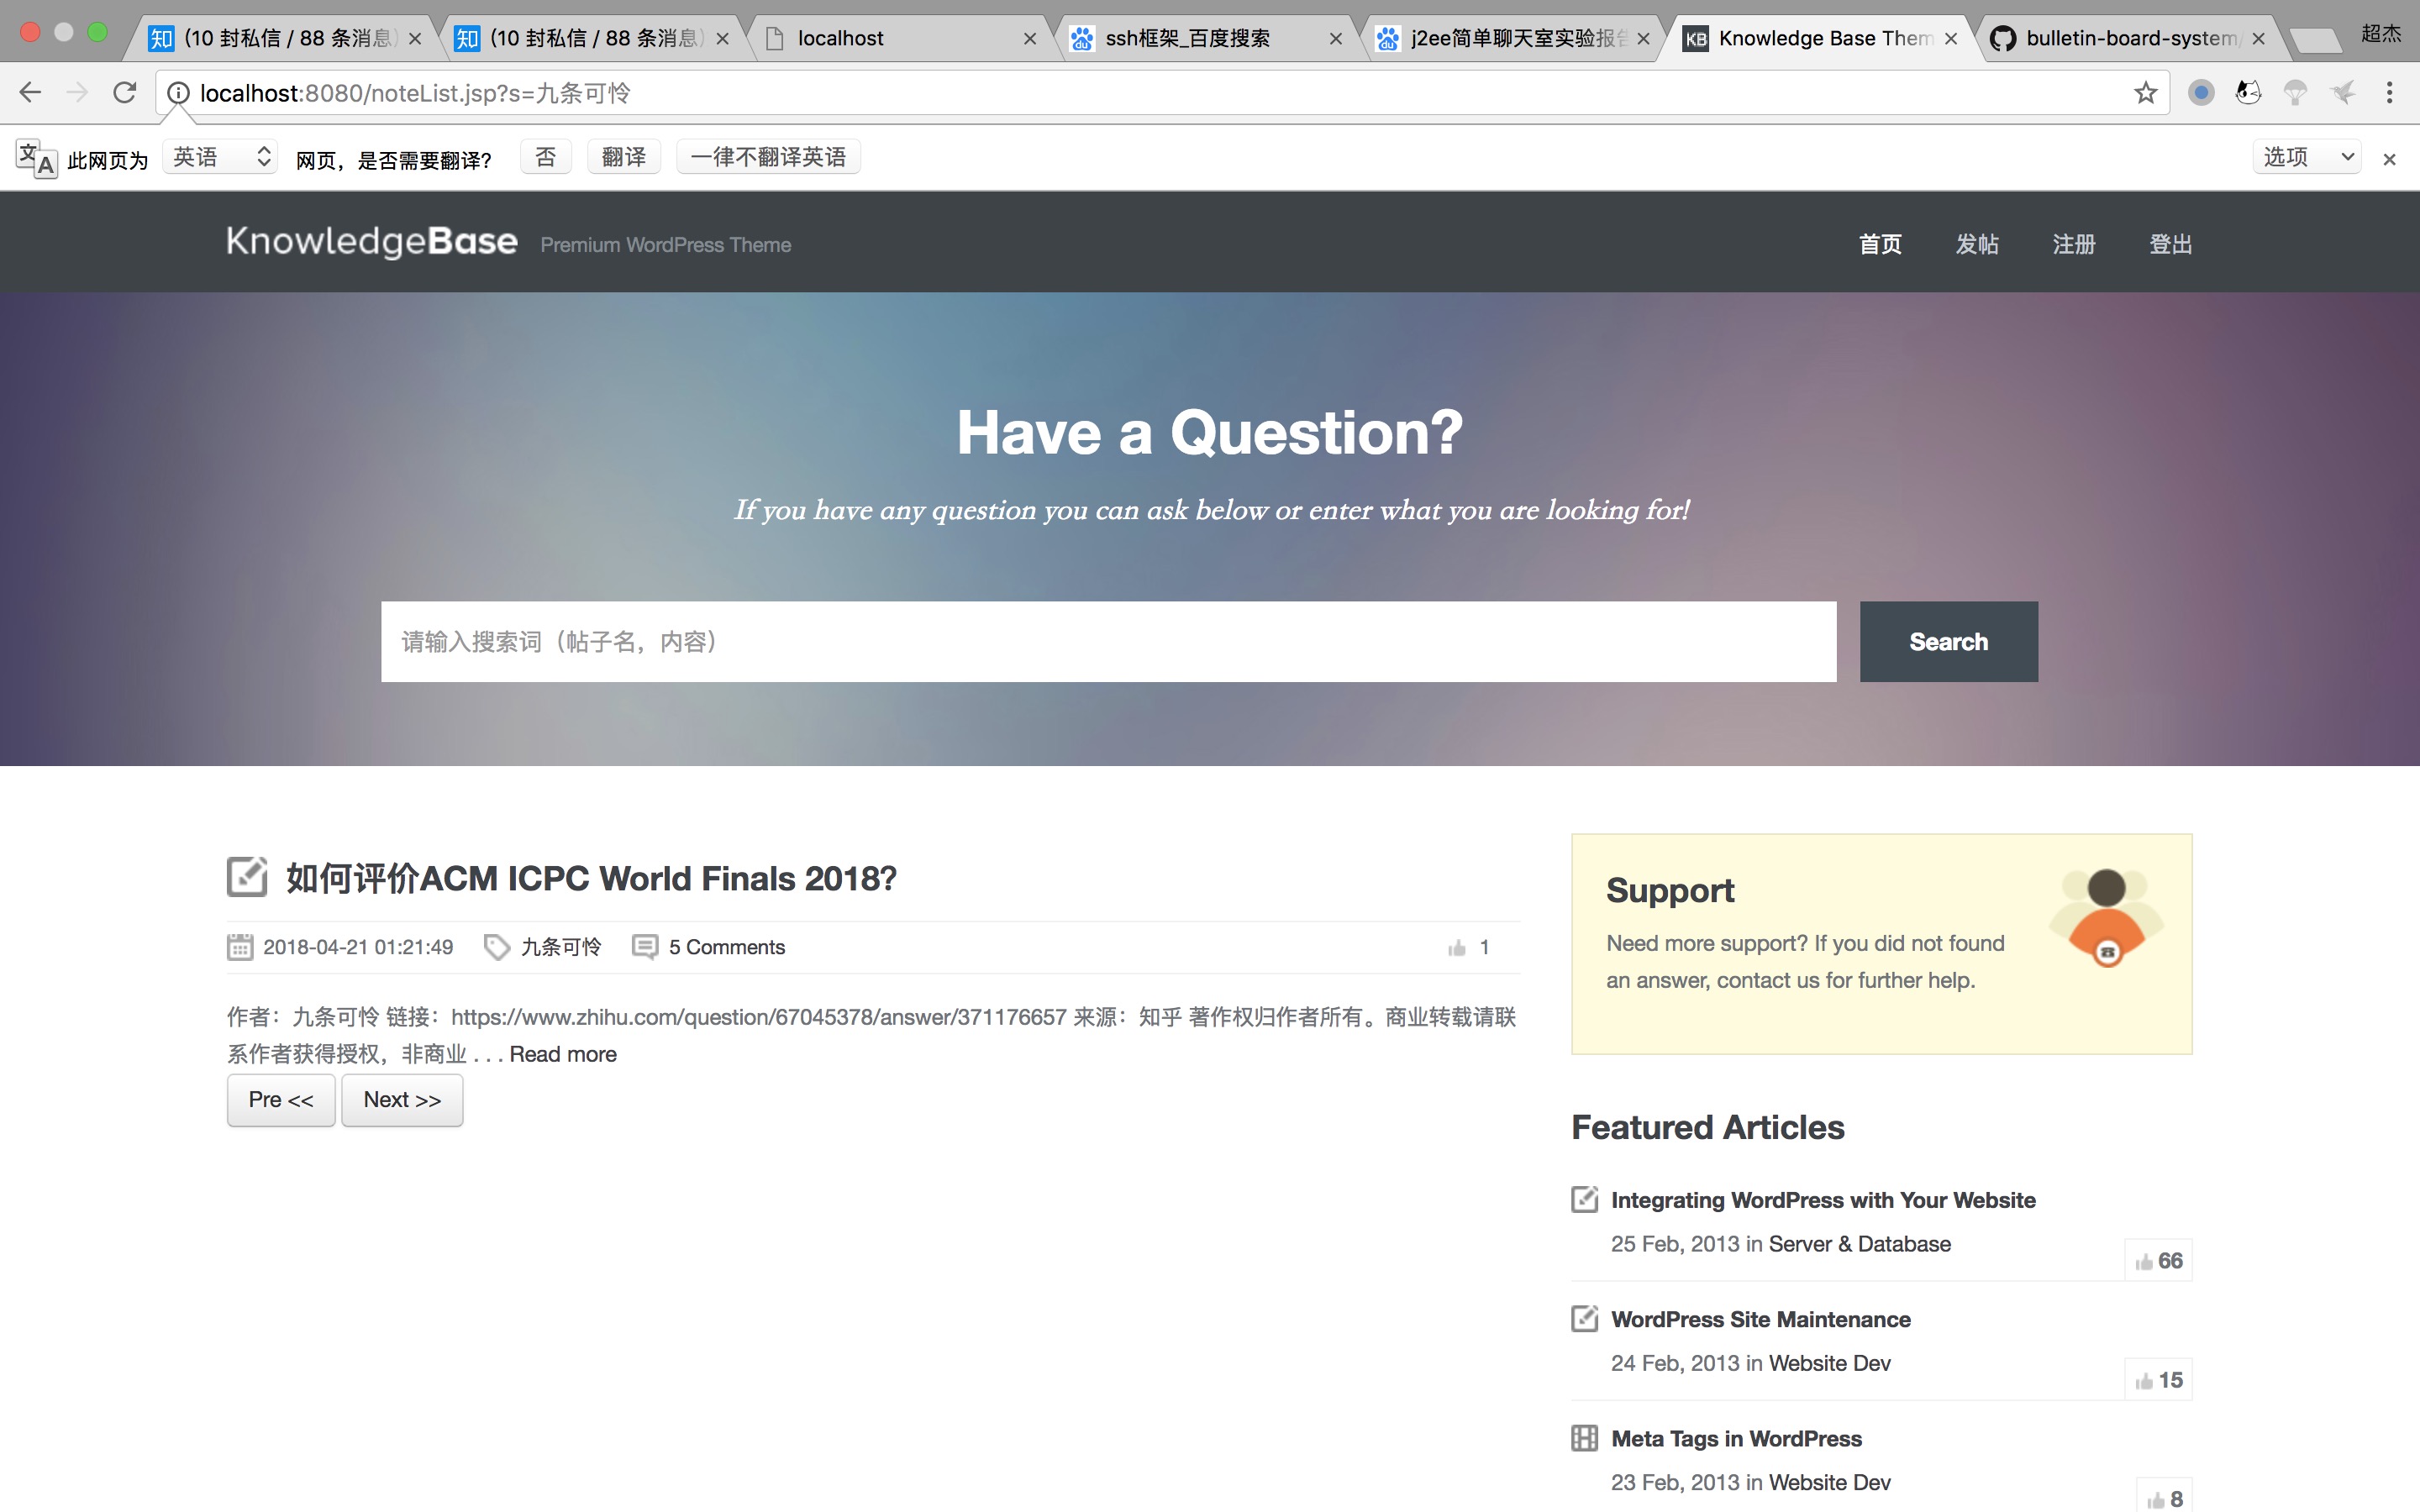 知 (10 封私信 / 88 条消息)
知 (10 封私信 / 88 条消息)
localhost
du ssh框架_百度搜索
du j2ee简单聊天室实验报告
KB Knowledge Base Them
bulletin-board-system/
超杰
localhost:8080/noteList.jsp?s=九条可怜
文A 此网页为 英语 网页，是否需要翻译? 否 翻译 一律不翻译英语 选项
KnowledgeBase Premium WordPress Theme 首页 发帖 注册 登出
Have a Question?
If you have any question you can ask below or enter what you are looking for!
请输入搜索词（帖子名，内容） Search
如何评价ACM ICPC World Finals 2018?
2018-04-21 01:21:49 九条可怜 5 Comments 1
作者：九条可怜 链接：https://www.zhihu.com/question/67045378/answer/371176657 来源：知乎 著作权归作者所有。商业转载请联
系作者获得授权，非商业 . . . Read more
Pre << Next >>
Support
Need more support? If you did not found
an answer, contact us for further help.
Featured Articles
Integrating WordPress with Your Website
25 Feb, 2013 in Server & Database
66
WordPress Site Maintenance
24 Feb, 2013 in Website Dev
15
Meta Tags in WordPress
23 Feb, 2013 in Website Dev
8